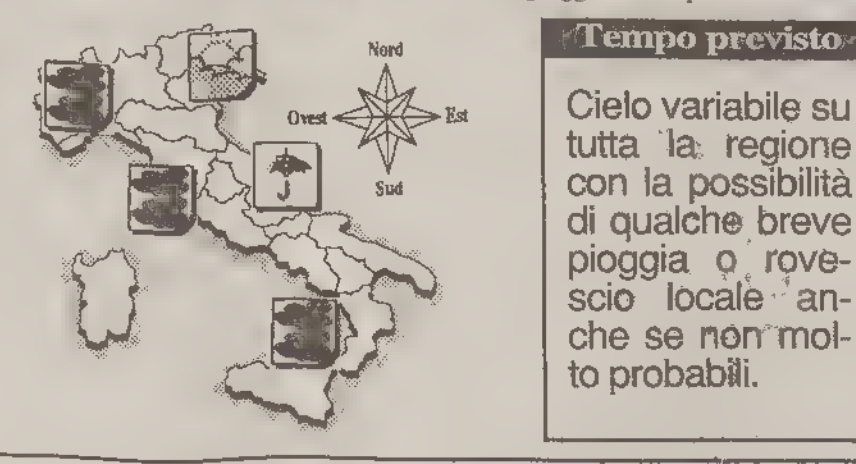 Nord
Ovest
Est
Sud
Tempo previsto
Cielo variabile su
tutta la regione
con la possibilità
di qualche breve
pioggia o rove-
scio locale an-
che se non mol-
to probabili.